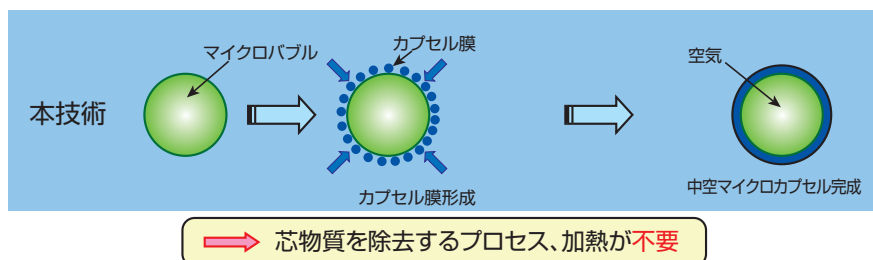 マイクロバブル
カプセル膜
空気
本技術
カプセル膜形成
中空マイクロカプセル完成
芯物質を除去するプロセス、加熱が不要